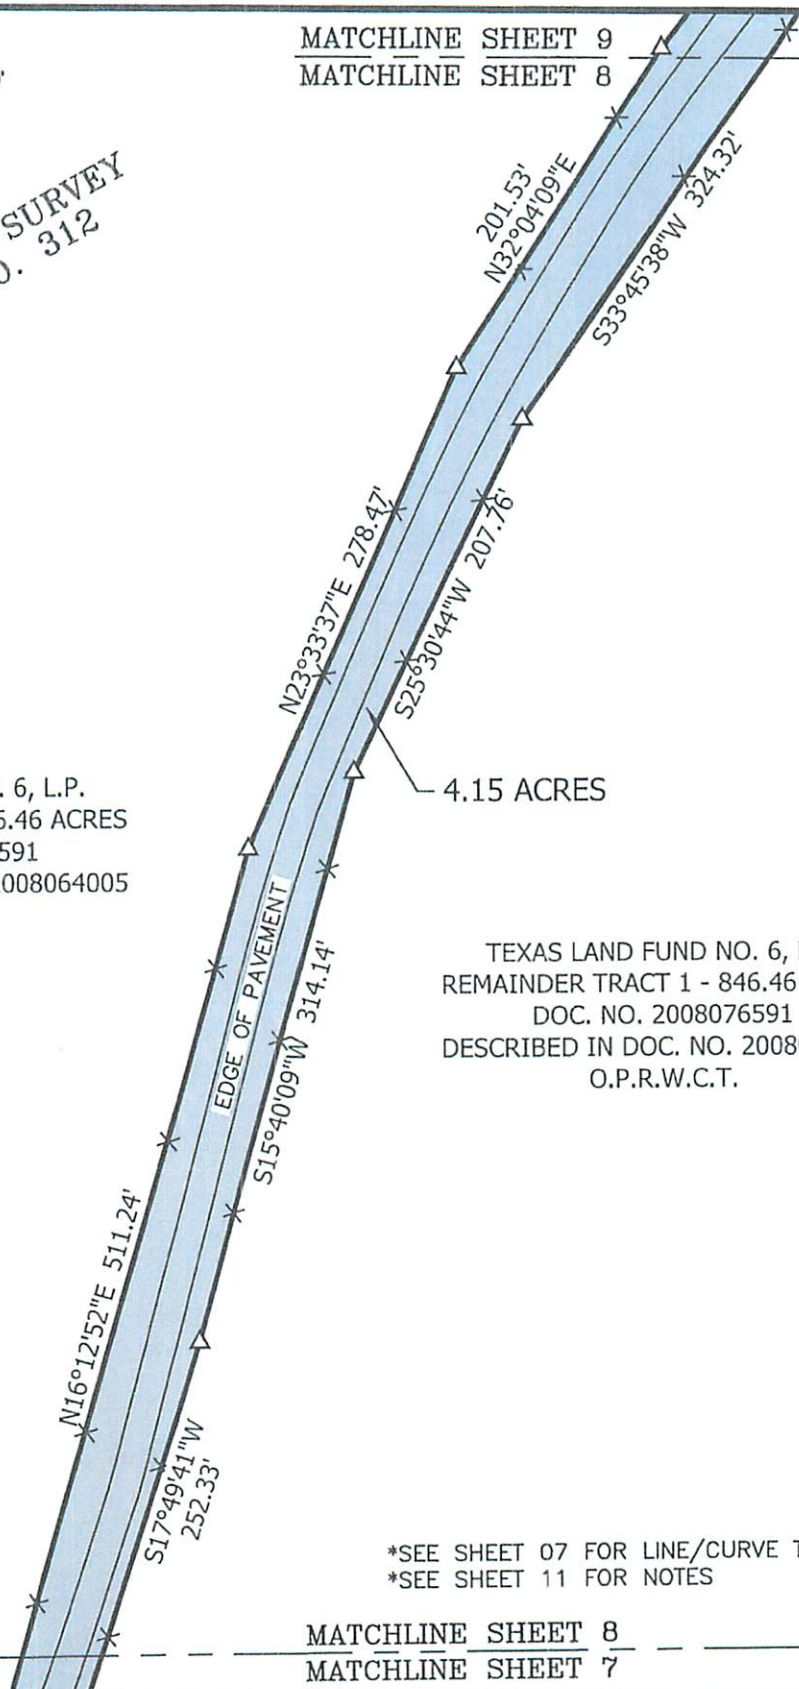 MATCHLINE SHEET 9
MATCHLINE SHEET 8
SURVEY
312
201.53'
N32°04'09"E
S33°45'38"W 324.32'
N23°33'37"E 278.47'
S25°30'44"W 207.76'
4.15 ACRES
. 6, L.P.
5.46 ACRES
591
008064005
EDGE OF PAVEMENT
TEXAS LAND FUND NO. 6,
REMAINDER TRACT 1 - 846.46
DOC. NO. 2008076591
DESCRIBED IN DOC. NO. 2008
O.P.R.W.C.T.
S15°40'09"W 314.14'
N16°12'52"E 511.24'
S17°49'41"W
252.33'
*SEE SHEET 07 FOR LINE/CURVE
*SEE SHEET 11 FOR NOTES
MATCHLINE SHEET 8
MATCHLINE SHEET 7